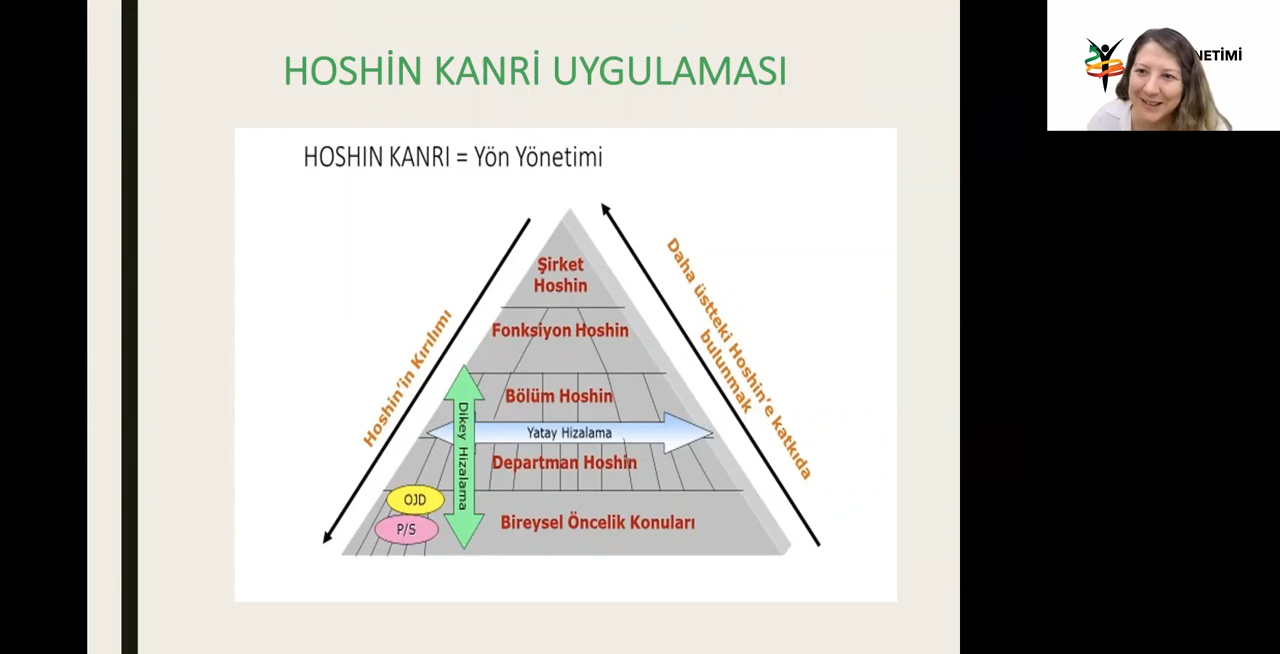 HOSHİN KANRİ UYGULAMASI
NETİMİ
HOSHIN KANRI = Yön Yönetimi
Şirket
Hoshin
Fonksiyon Hoshin
Bölüm Hoshin
Yatay Hizalama
Departman Hoshin
Bireysel Öncelik Konuları
Dikey Hizalama
OJD
P/S
Hoshin'in Kırılımı
Daha üstteki Hoshin'e katkıda
bulunmak